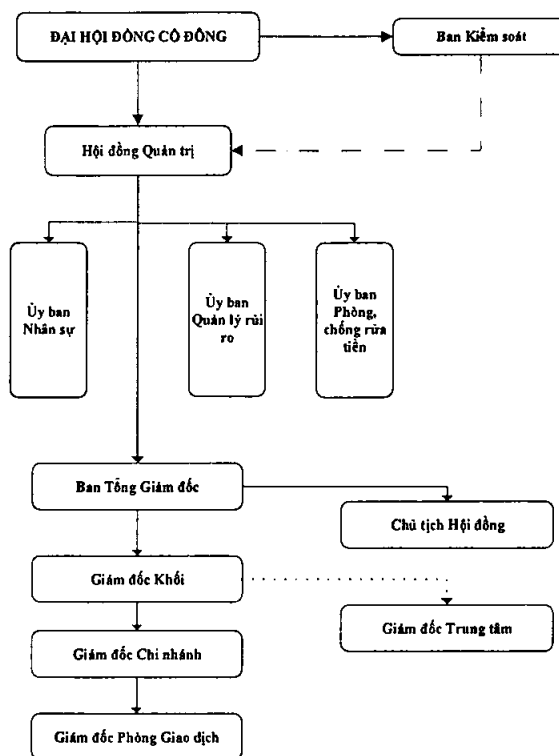 ĐẠI HỘI ĐỒNG CỔ ĐÔNG
Ban Kiểm soát
Hội đồng Quản trị
Ủy ban
Nhân sự
Ủy ban
Quản lý rủi
ro
Ủy ban
Phòng,
chống rửa
tiền
Ban Tổng Giám đốc
Chủ tịch Hội đồng
Giám đốc Khối
Giám đốc Trung tâm
Giám đốc Chi nhánh
Giám đốc Phòng Giao dịch